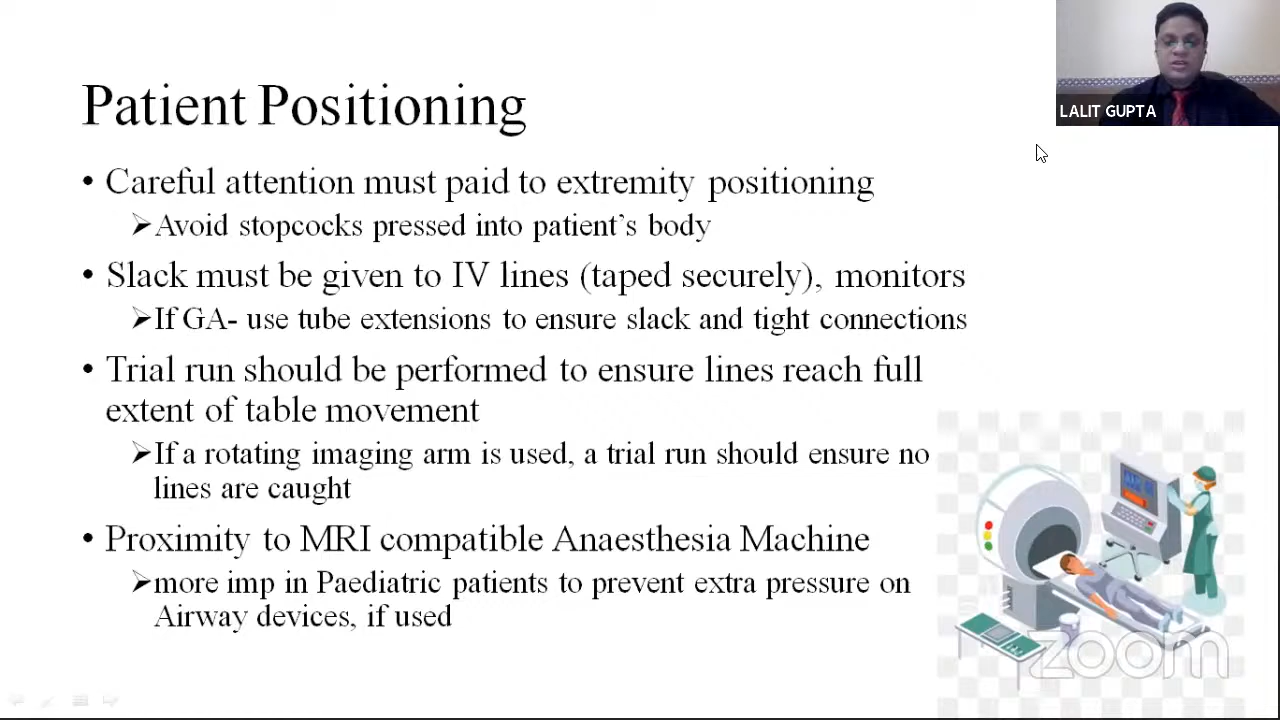 LALIT GUPTA
Patient Positioning
• Careful attention must paid to extremity positioning
➢Avoid stopcocks pressed into patient’s body
• Slack must be given to IV lines (taped securely), monitors
➢If GA- use tube extensions to ensure slack and tight connections
• Trial run should be performed to ensure lines reach full
extent of table movement
➢If a rotating imaging arm is used, a trial run should ensure no
lines are caught
• Proximity to MRI compatible Anaesthesia Machine
➢more imp in Paediatric patients to prevent extra pressure on
Airway devices, if used
zoom